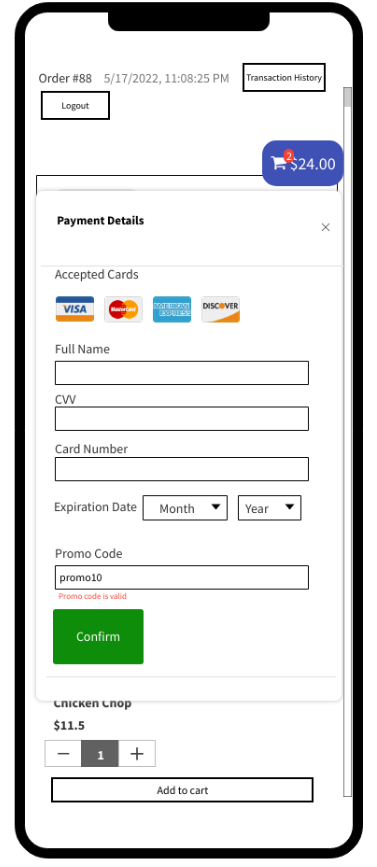 Order #88 5/17/2022, 11:08:25 PM Transaction History
Logout
2
$24.00
Payment Details
×
Accepted Cards
VISA MasterCard AMERICAN EXPRESS DISCOVER
Full Name
CVV
Card Number
Expiration Date Month Year
Promo Code
promo10
Promo code is valid
Confirm
Chicken Chop
$11.5
— 1 +
Add to cart